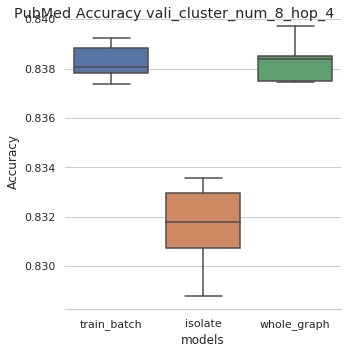 PubMed Accuracy vali_cluster_num_8_hop_4
0.840
0.838
0.836
0.834
0.832
0.830
Accuracy
train_batch isolate whole_graph
models